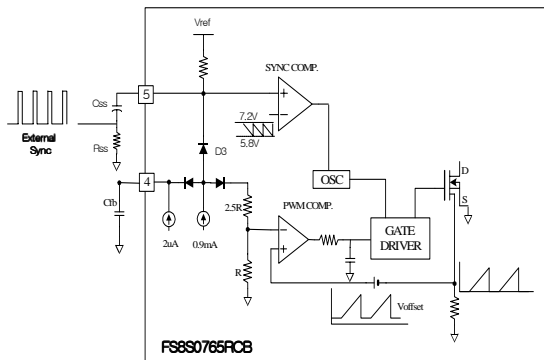 Vref
SYNC COMP.
5
+
−
Css
7.2V
5.8V
External
Sync
Rss
D3
4
OSC
D
S
Cfb
2.5R
PWM COMP.
−
+
GATE
DRIVER
2uA
0.9mA
R
Voffset
FS8S0765RCB